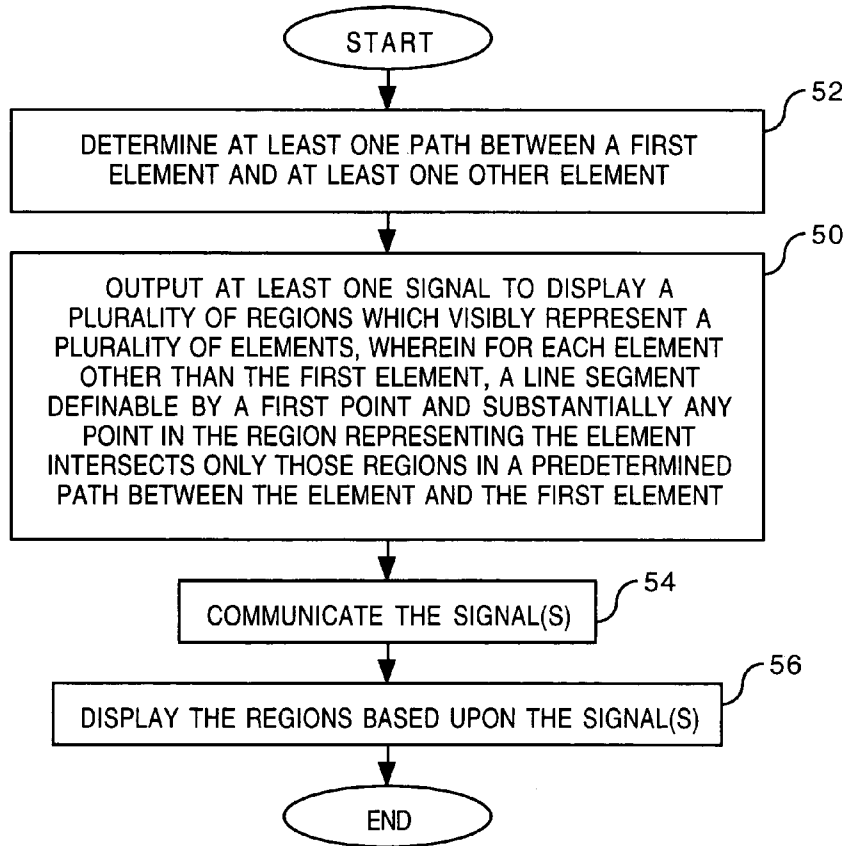 START
52
DETERMINE AT LEAST ONE PATH BETWEEN A FIRST
ELEMENT AND AT LEAST ONE OTHER ELEMENT
50
OUTPUT AT LEAST ONE SIGNAL TO DISPLAY A
PLURALITY OF REGIONS WHICH VISIBLY REPRESENT A
PLURALITY OF ELEMENTS, WHEREIN FOR EACH ELEMENT
OTHER THAN THE FIRST ELEMENT, A LINE SEGMENT
DEFINABLE BY A FIRST POINT AND SUBSTANTIALLY ANY
POINT IN THE REGION REPRESENTING THE ELEMENT
INTERSECTS ONLY THOSE REGIONS IN A PREDETERMINED
PATH BETWEEN THE ELEMENT AND THE FIRST ELEMENT
54
COMMUNICATE THE SIGNAL(S)
56
DISPLAY THE REGIONS BASED UPON THE SIGNAL(S)
END